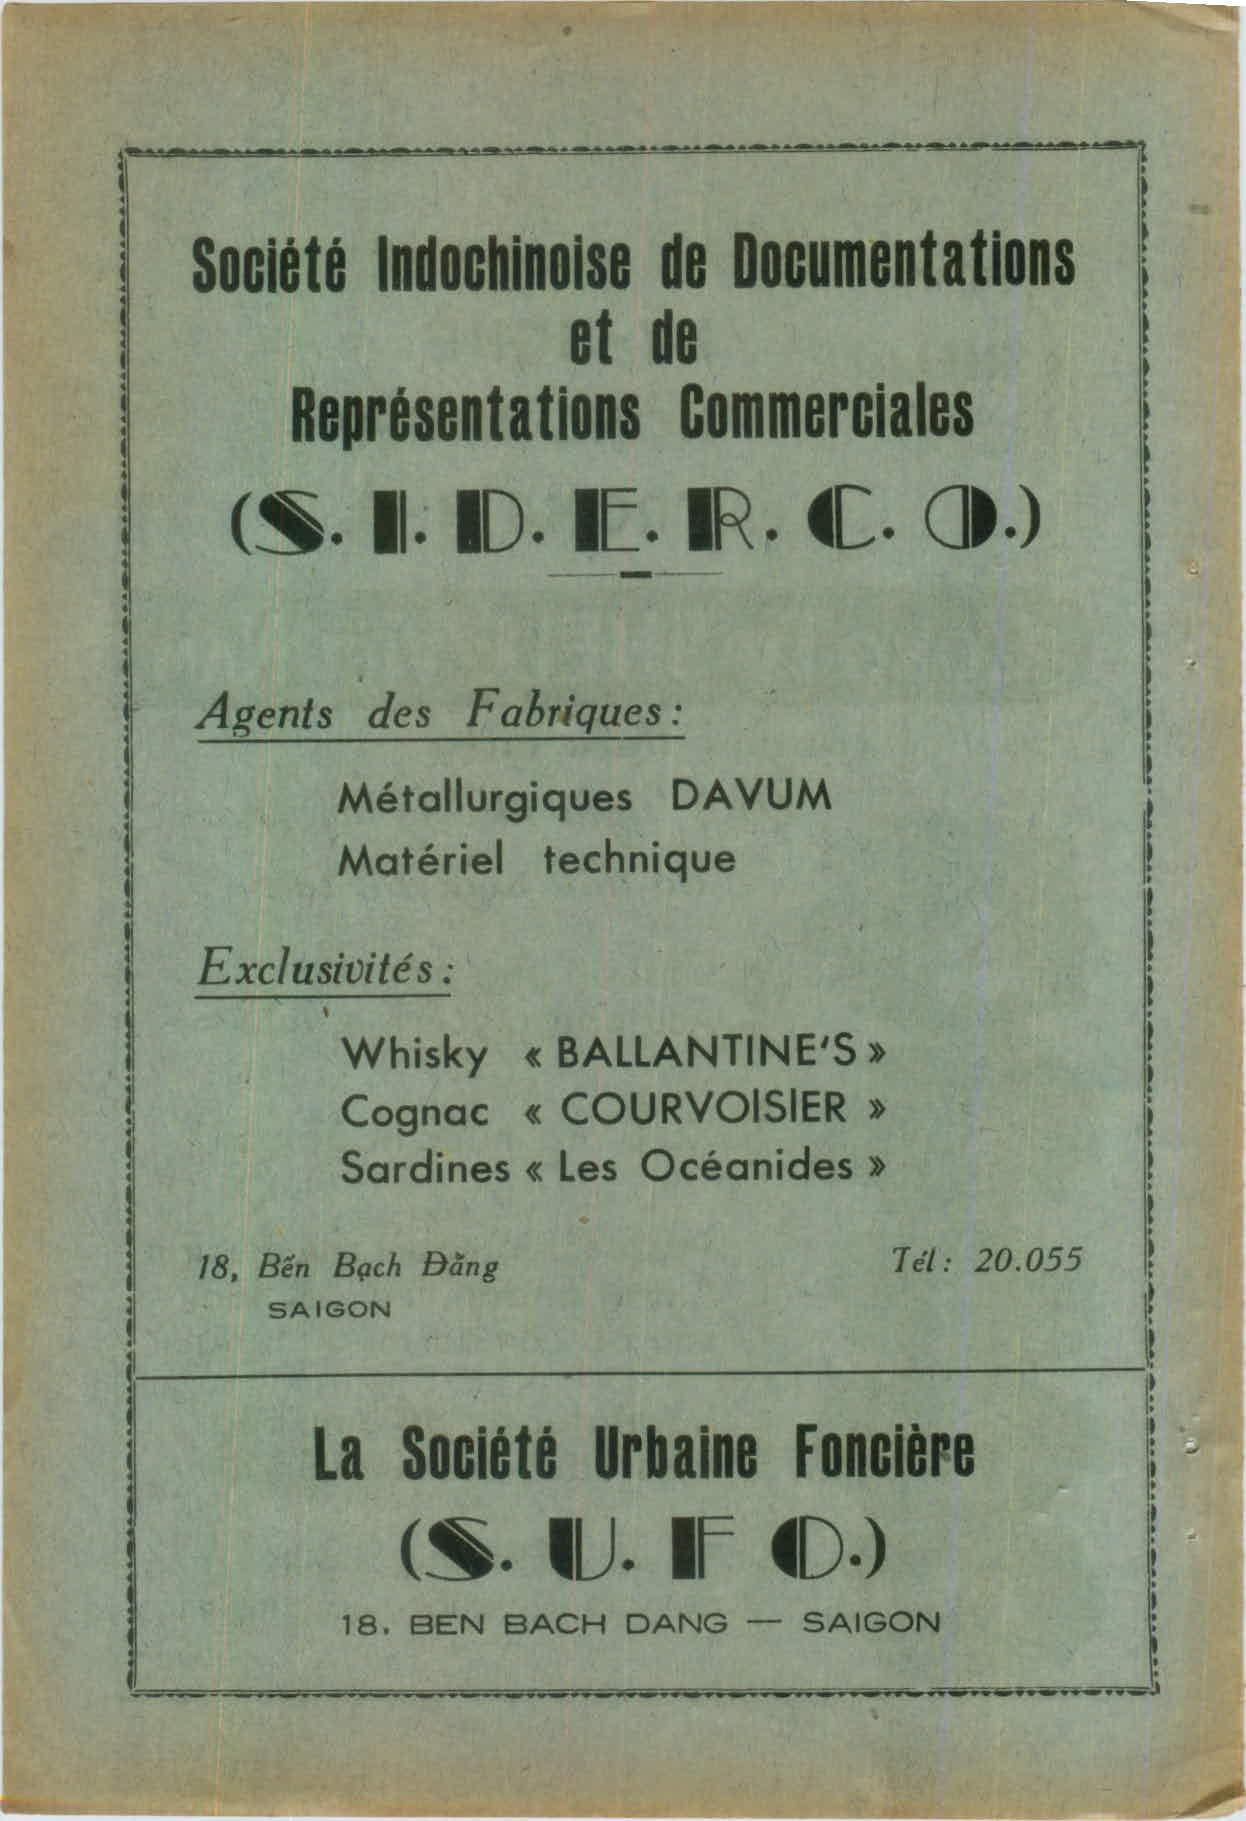 Société Indochinoise de Documentations
et de
Représentations Commerciales
(S. I. D. E. R. C. O.)
Agents des Fabriques :
Métallurgiques DAVUM
Matériel technique
Exclusivités :
Whisky « BALLANTINE'S »
Cognac « COURVOISIER »
Sardines « Les Océanides »
18, Bến Bạch Đằng
Tél : 20.055
SAIGON
La Société Urbaine Foncière
(S. U. F O.)
18, BEN BACH DANG — SAIGON